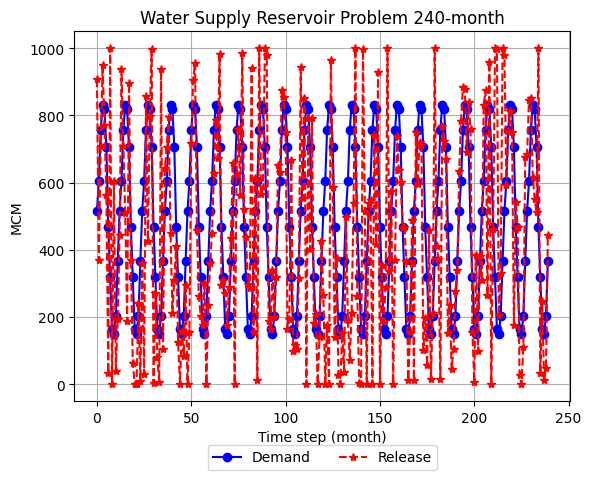 Water Supply Reservoir Problem 240-month
MCM
1000
800
600
400
200
0
0 50 100 150 200 250
Time step (month)
Demand Release